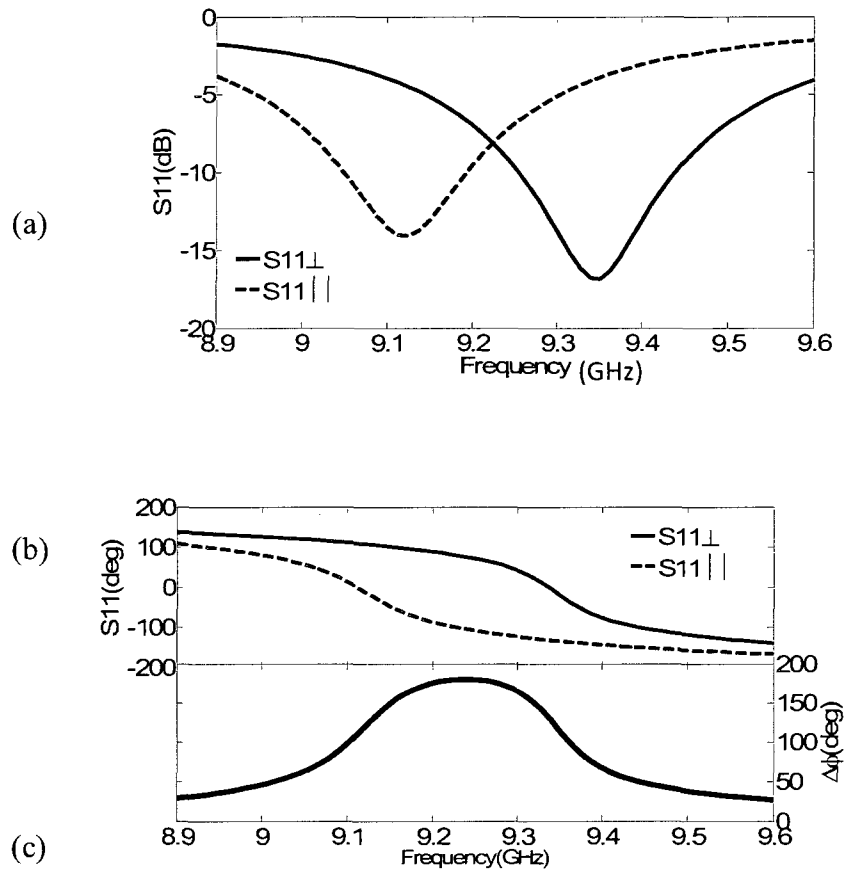 0
-5
-10
-15
-20
S11(dB)
(a)
S11⊥
S11||
8.9 9 9.1 9.2 9.3 9.4 9.5 9.6
Frequency (GHz)
200
100
0
-100
-200
S11(deg)
(b)
S11⊥
S11||
200
150
100
50
0
Δϕ(deg)
8.9 9 9.1 9.2 9.3 9.4 9.5 9.6
Frequency(GHz)
(c)